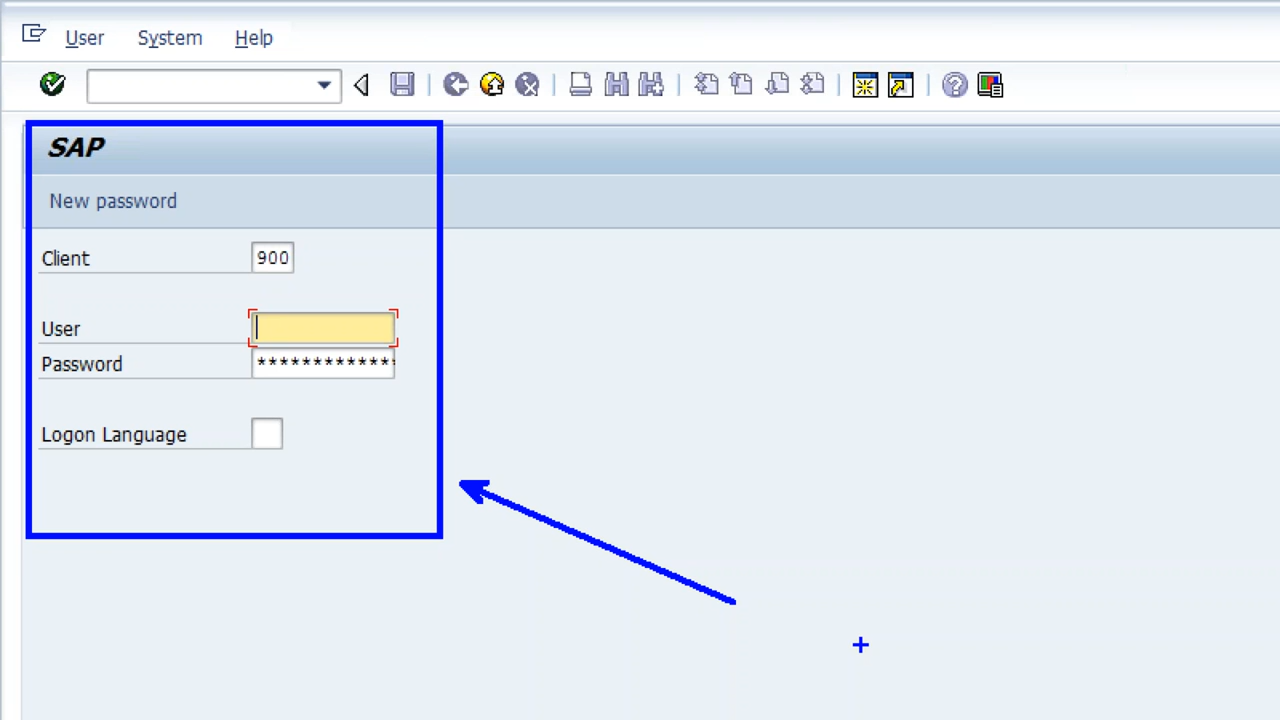 User System Help
SAP
New password
Client 900
User
Password *************
Logon Language